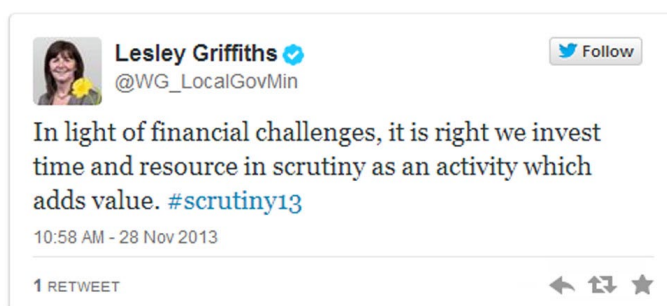 Lesley Griffiths
Follow
@WG_LocalGovMin
In light of financial challenges, it is right we invest
time and resource in scrutiny as an activity which
adds value. #scrutiny13
10:58 AM - 28 Nov 2013
1 RETWEET